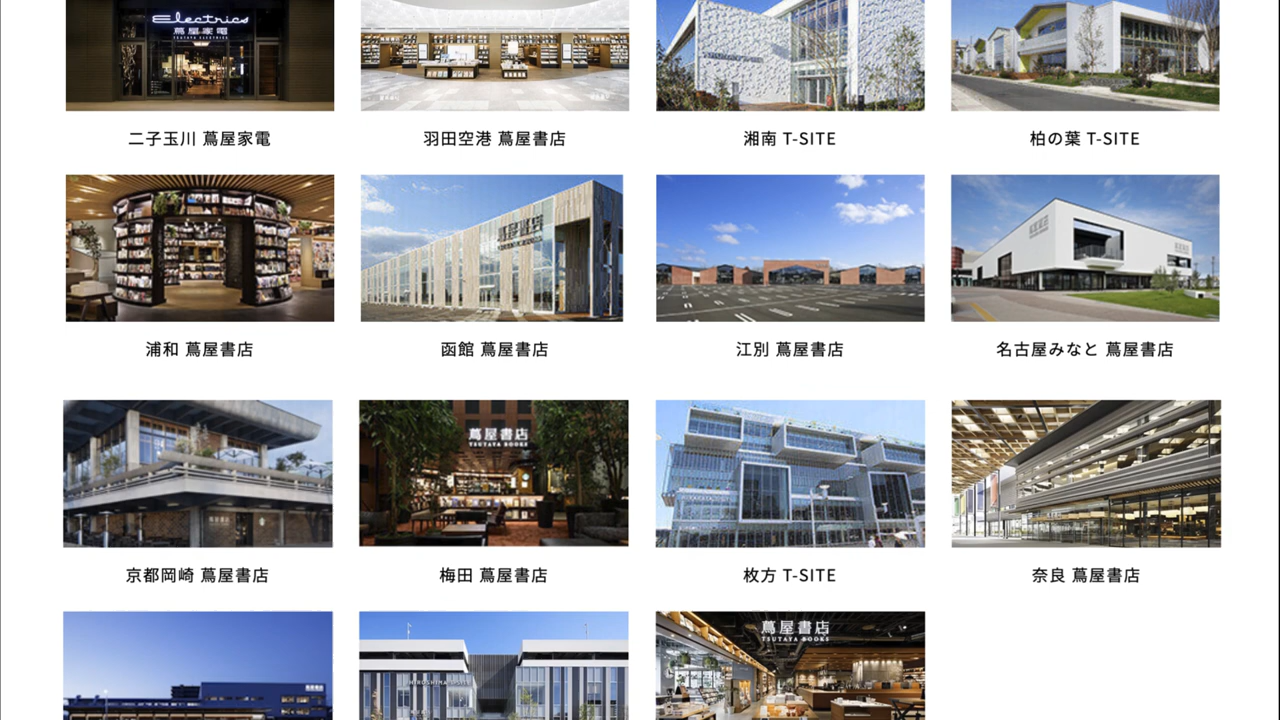 Electrics
蔦屋家電
TSUTAYA ELECTRICS
二子玉川 蔦屋家電
羽田空港 蔦屋書店
湘南 T-SITE
柏の葉 T-SITE
浦和 蔦屋書店
函館 蔦屋書店
江別 蔦屋書店
名古屋みなと 蔦屋書店
蔦屋書店
TSUTAYA BOOKS
京都岡崎 蔦屋書店
梅田 蔦屋書店
枚方 T-SITE
奈良 蔦屋書店
蔦屋書店
TSUTAYA BOOKS